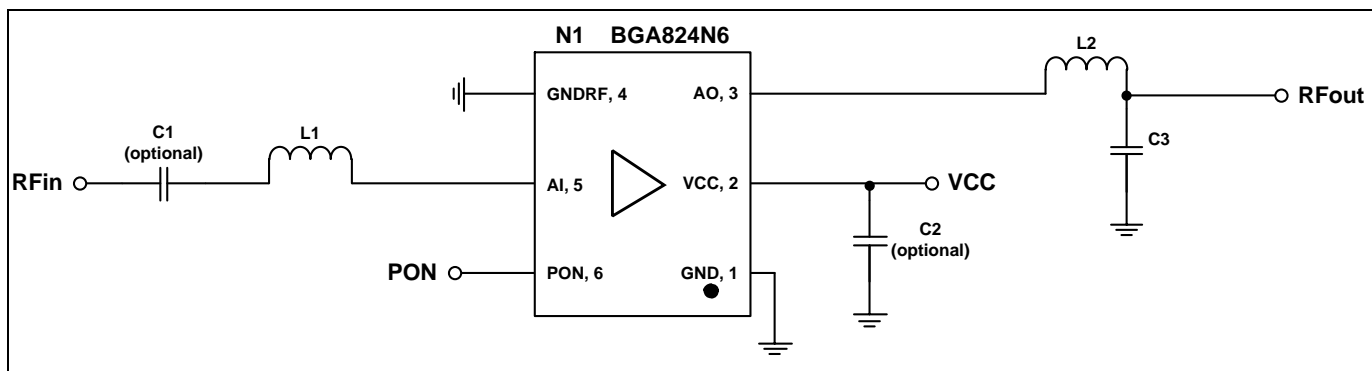 N1 BGA824N6
L2
GNDRF, 4
AO, 3
RFout
C1
(optional)
L1
C3
RFin
AI, 5
VCC, 2
VCC
C2
(optional)
PON
PON, 6
GND, 1